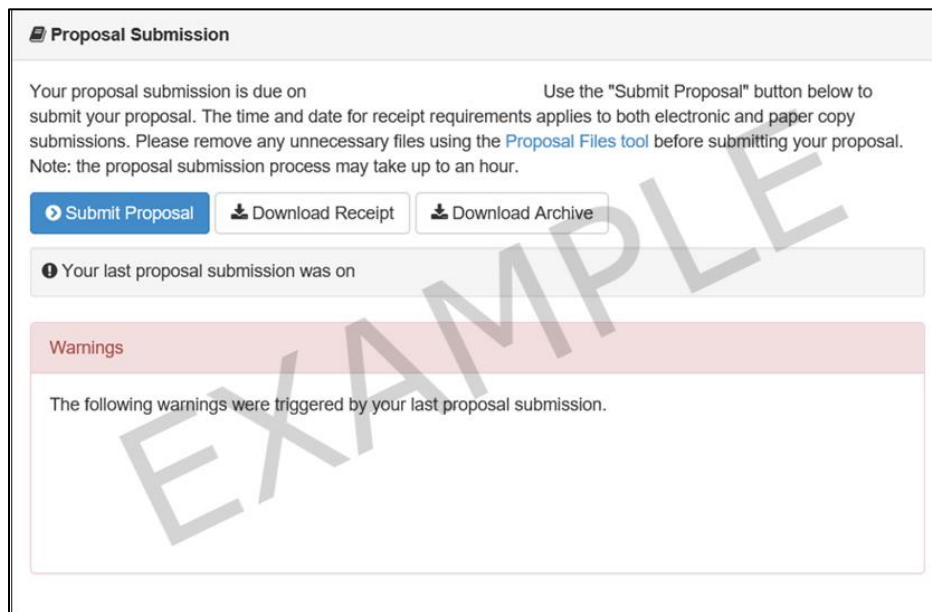 Proposal Submission
Your proposal submission is due on Use the "Submit Proposal" button below to
submit your proposal. The time and date for receipt requirements applies to both electronic and paper copy
submissions. Please remove any unnecessary files using the Proposal Files tool before submitting your proposal.
Note: the proposal submission process may take up to an hour.
Submit Proposal Download Receipt Download Archive
Your last proposal submission was on
Warnings
The following warnings were triggered by your last proposal submission.
EXAMPLE